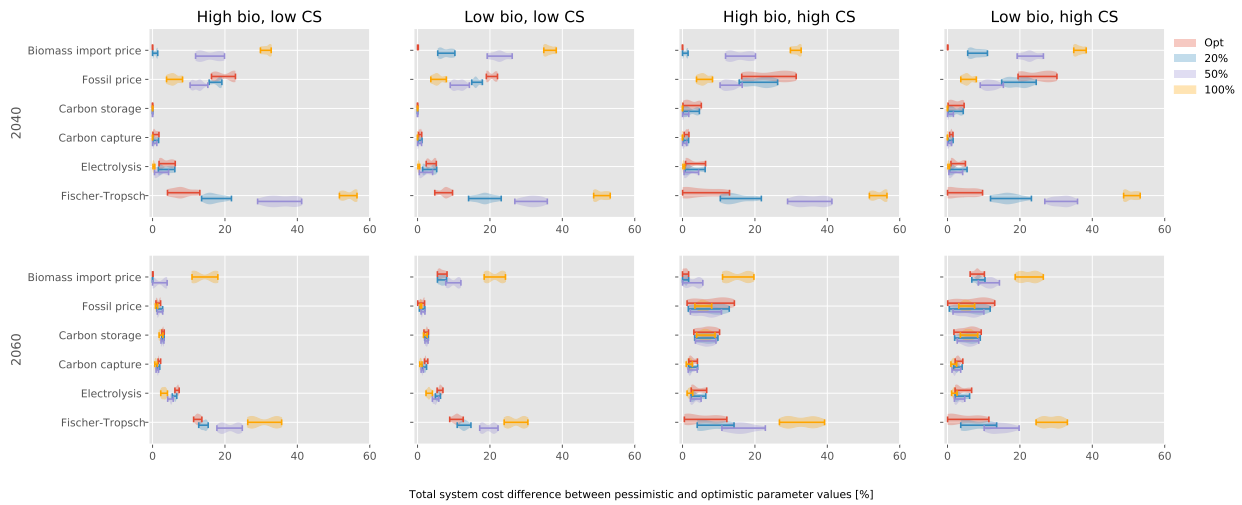 High bio, low CS
Low bio, low CS
High bio, high CS
Low bio, high CS
2040
Biomass import price
Fossil price
Carbon storage
Carbon capture
Electrolysis
Fischer-Tropsch
0 20 40 60
0 20 40 60
0 20 40 60
0 20 40 60
Opt
20%
50%
100%
2060
Biomass import price
Fossil price
Carbon storage
Carbon capture
Electrolysis
Fischer-Tropsch
0 20 40 60
0 20 40 60
0 20 40 60
0 20 40 60
Total system cost difference between pessimistic and optimistic parameter values [%]